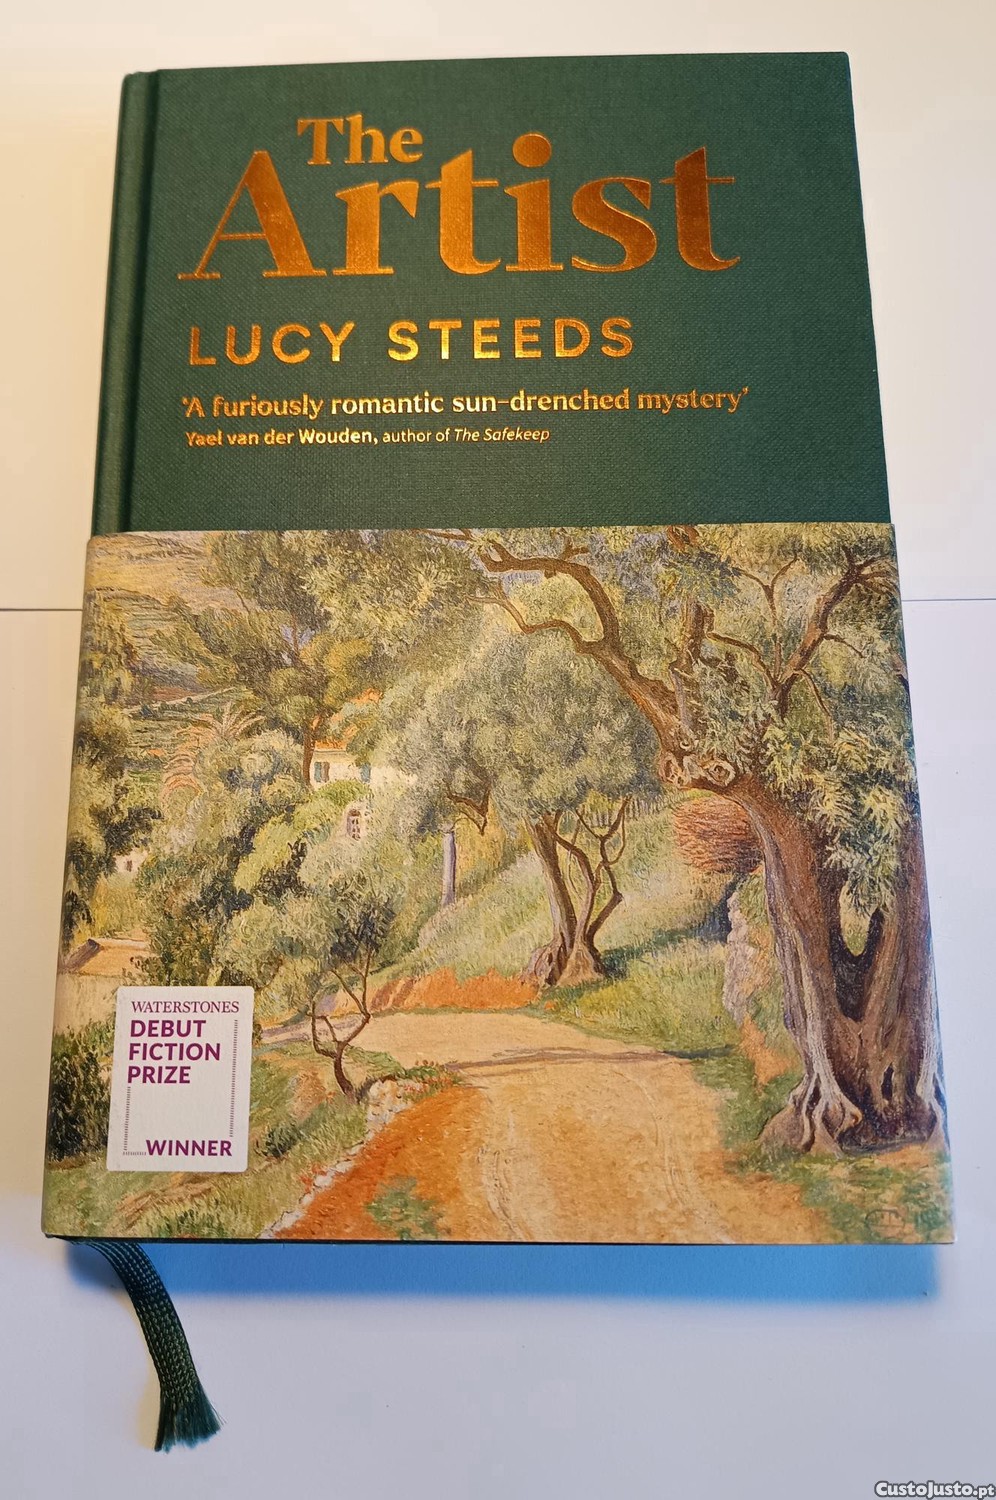 The
Artist
LUCY STEEDS
‘A furiously romantic sun-drenched mystery’
Yael van der Wouden, author of The Safekeep
WATERSTONES
DEBUT
FICTION
PRIZE
WINNER
CustoJusto.pt